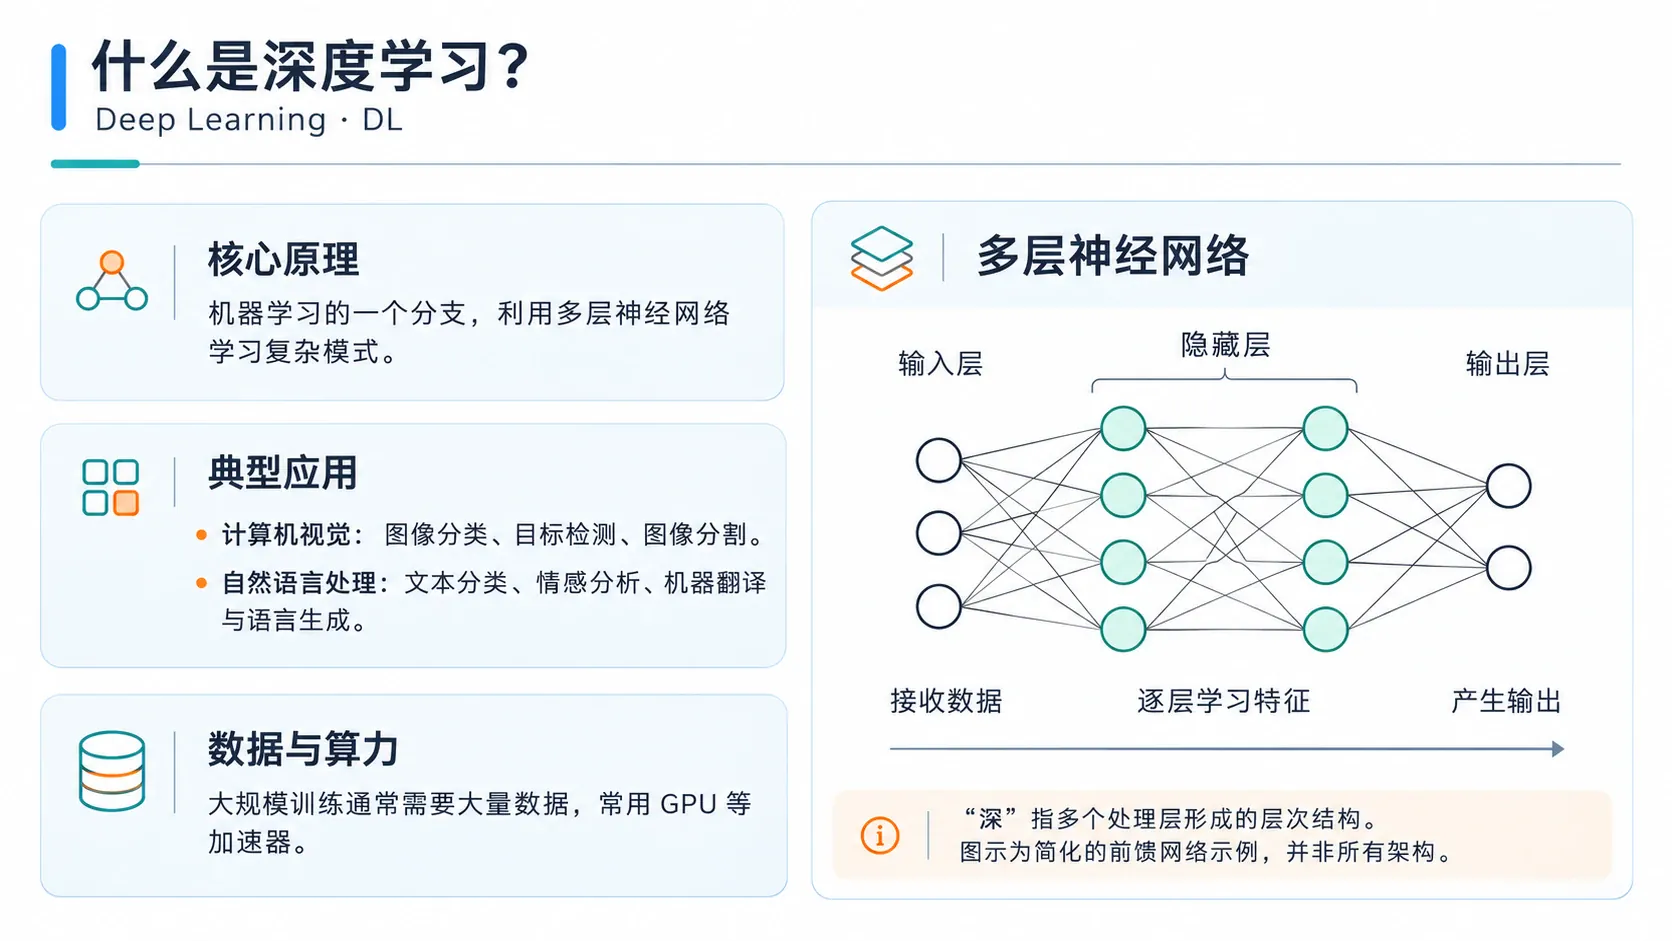 什么是深度学习？
Deep Learning · DL
核心原理
机器学习的一个分支，利用多层神经网络
学习复杂模式。
典型应用
计算机视觉：图像分类、目标检测、图像分割。
自然语言处理：文本分类、情感分析、机器翻译
与语言生成。
数据与算力
大规模训练通常需要大量数据，常用 GPU 等
加速器。
多层神经网络
输入层
隐藏层
输出层
接收数据
逐层学习特征
产生输出
“深”指多个处理层形成的层次结构。
图示为简化的前馈网络示例，并非所有架构。